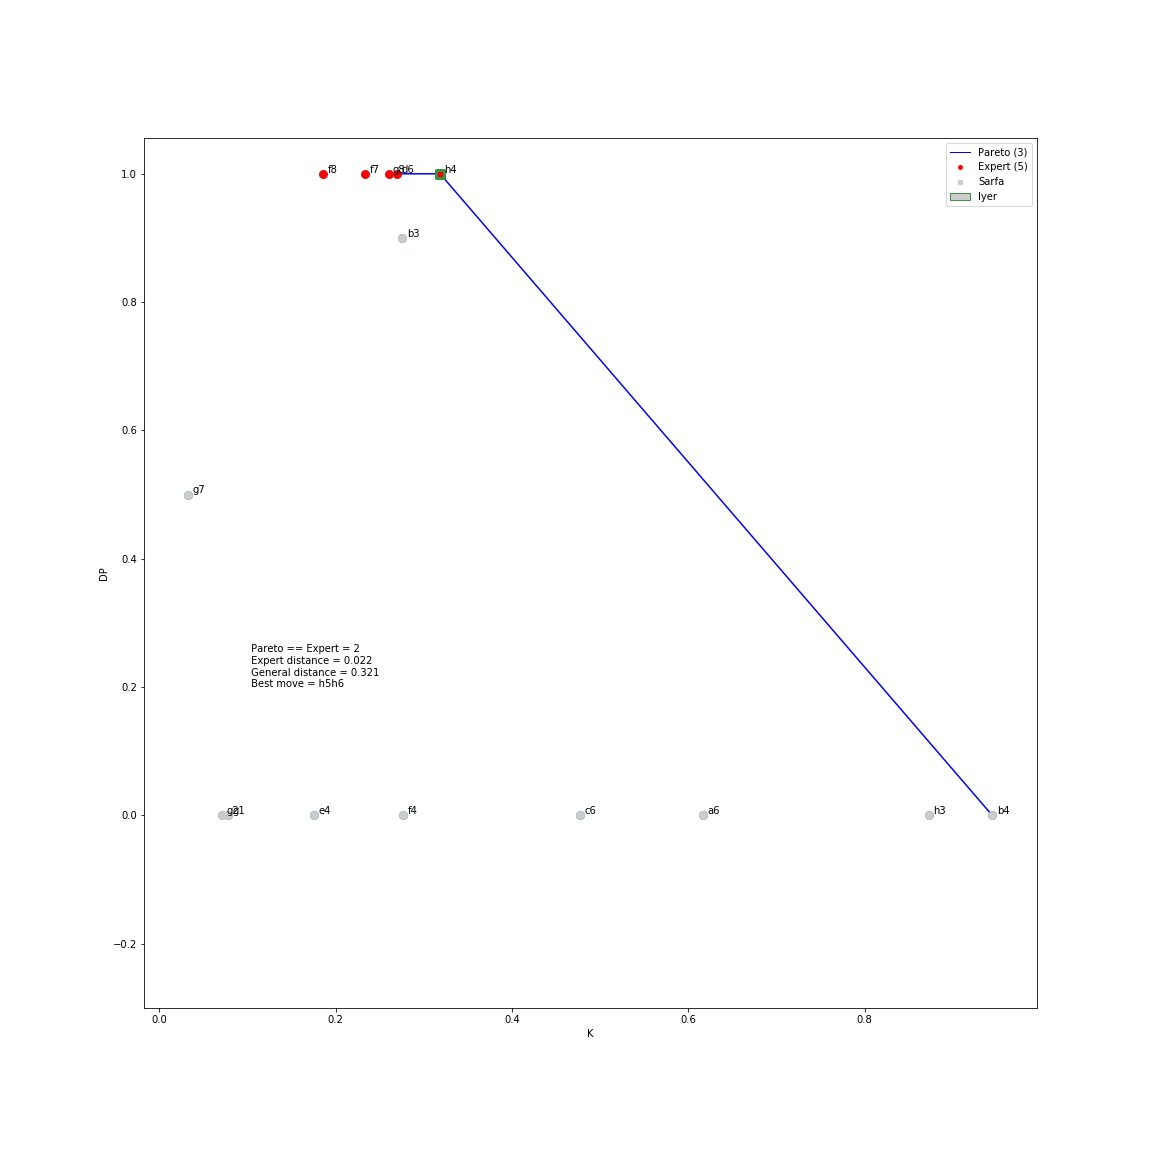 Pareto (3)
Expert (5)
Sarfa
Iyer
1.0
0.8
0.6
0.4
0.2
0.0
−0.2
DP
f8
f7
h4
b3
g7
Pareto == Expert = 2
Expert distance = 0.022
General distance = 0.321
Best move = h5h6
e4
f4
c6
a6
h3
b4
0.0
0.2
0.4
0.6
0.8
K